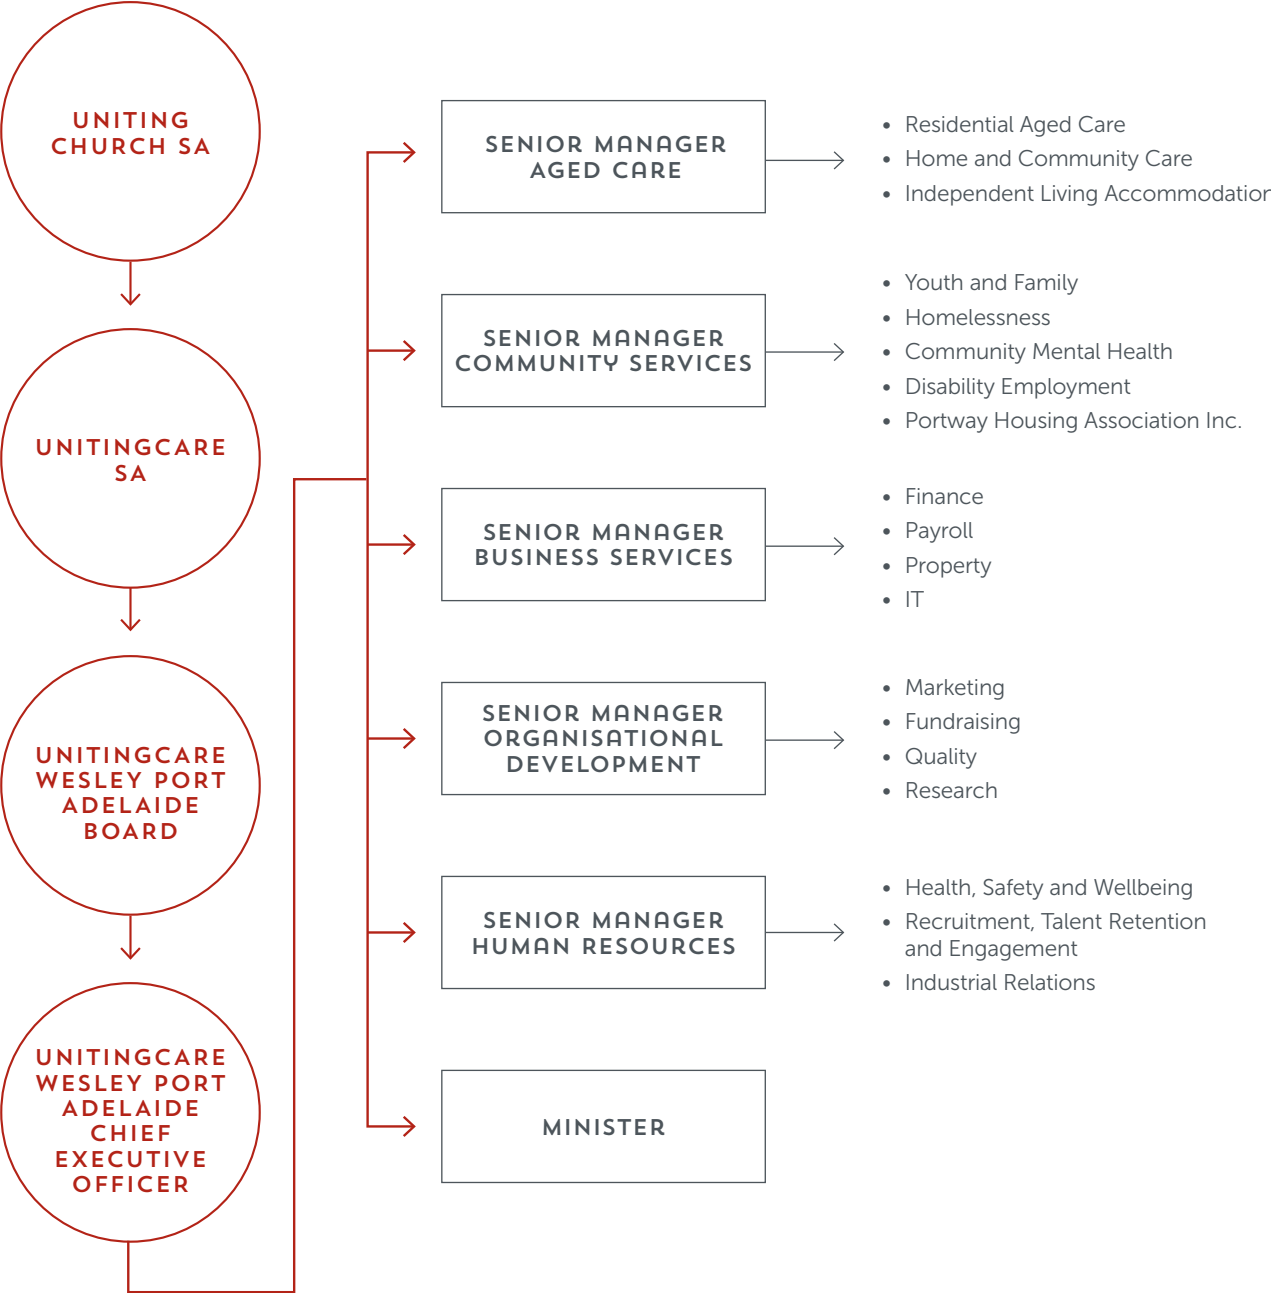 UNITING
CHURCH SA
UNITINGCARE
SA
UNITINGCARE
WESLEY PORT
ADELAIDE
BOARD
UNITINGCARE
WESLEY PORT
ADELAIDE
CHIEF
EXECUTIVE
OFFICER
SENIOR MANAGER
AGED CARE
• Residential Aged Care
• Home and Community Care
• Independent Living Accommodation
SENIOR MANAGER
COMMUNITY SERVICES
• Youth and Family
• Homelessness
• Community Mental Health
• Disability Employment
• Portway Housing Association Inc.
SENIOR MANAGER
BUSINESS SERVICES
• Finance
• Payroll
• Property
• IT
SENIOR MANAGER
ORGANISATIONAL
DEVELOPMENT
• Marketing
• Fundraising
• Quality
• Research
SENIOR MANAGER
HUMAN RESOURCES
• Health, Safety and Wellbeing
• Recruitment, Talent Retention
and Engagement
• Industrial Relations
MINISTER